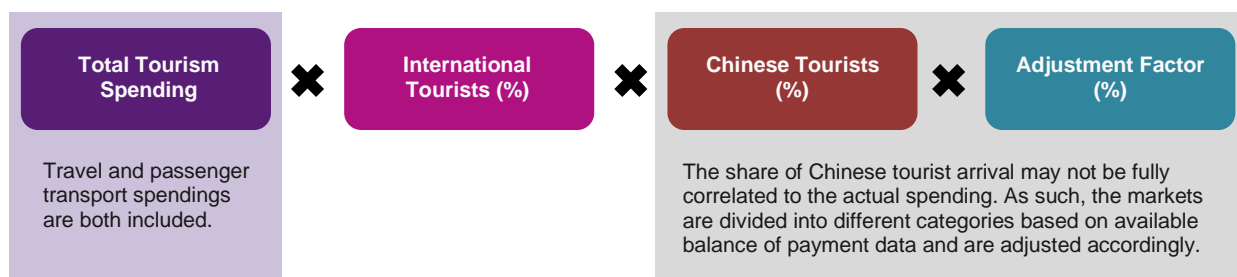 Total Tourism
Spending
International
Tourists (%)
Chinese Tourists
(%)
Adjustment Factor
(%)
Travel and passenger
transport spendings
are both included.
The share of Chinese tourist arrival may not be fully
correlated to the actual spending. As such, the markets
are divided into different categories based on available
balance of payment data and are adjusted accordingly.